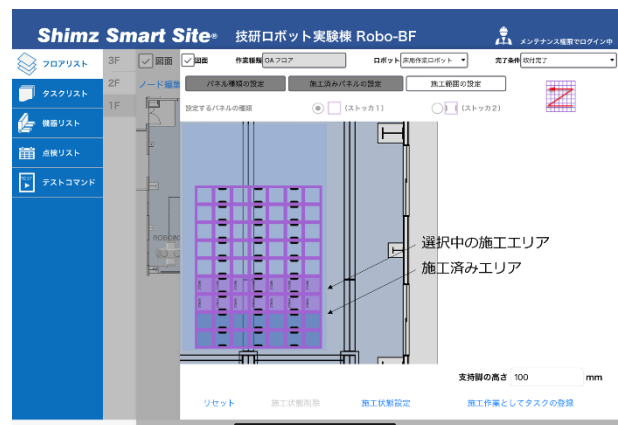 Shimz Smart Site® 技研ロボット実験棟 Robo-BF メンテナンス権限でログイン中
フロアリスト
タスクリスト
機器リスト
点検リスト
テストコマンド
3F
2F
1F
図面
ノード編集
図面 作業種類 OAフロア ロボット 床用作業ロボット 完了条件 取付完了
パネル種類の設定 施工済みパネルの設定 施工範囲の設定
設定するパネルの種類 (ストッカ1) (ストッカ2)
選択中の施工エリア
施工済みエリア
支持脚の高さ 100 mm
リセット 施工状態削除 施工状態設定 施工作業としてタスクの登録